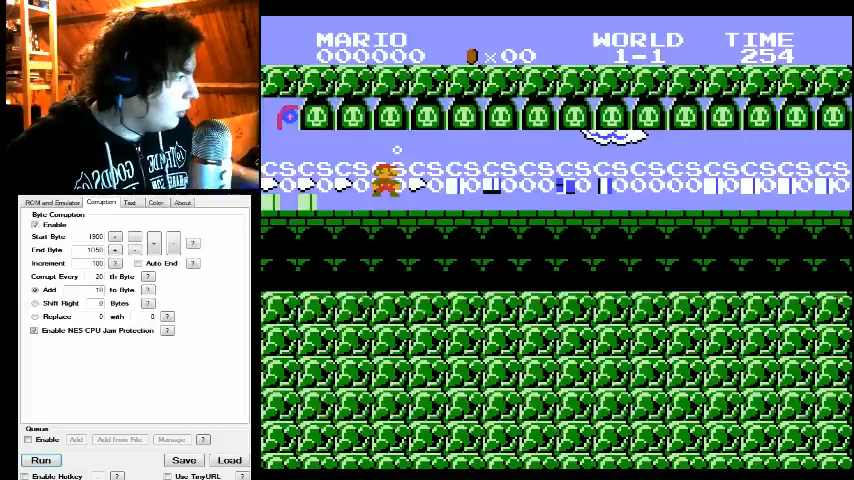 MARIO WORLD TIME
000000 ×00 1-1 254
CSCSCSCSCSCSCSCSCSCSCSCSCSCSCSCS
GOODS
ROM and Emulator Corruption Text Color About
Byte Corruption
Enable
Start Byte 1900 + - + - ?
End Byte 1050 + -
Increment 100 ? Auto End ?
Corrupt Every 20 th Byte ?
Add 10 to Byte ?
Shift Right 0 Bytes ?
Replace 0 with 0 ?
Enable NES CPU Jam Protection ?
Queue
Enable Add Add from File Manage ?
Run Save Load
Enable Hotkey ... ? Use TinyURL ?